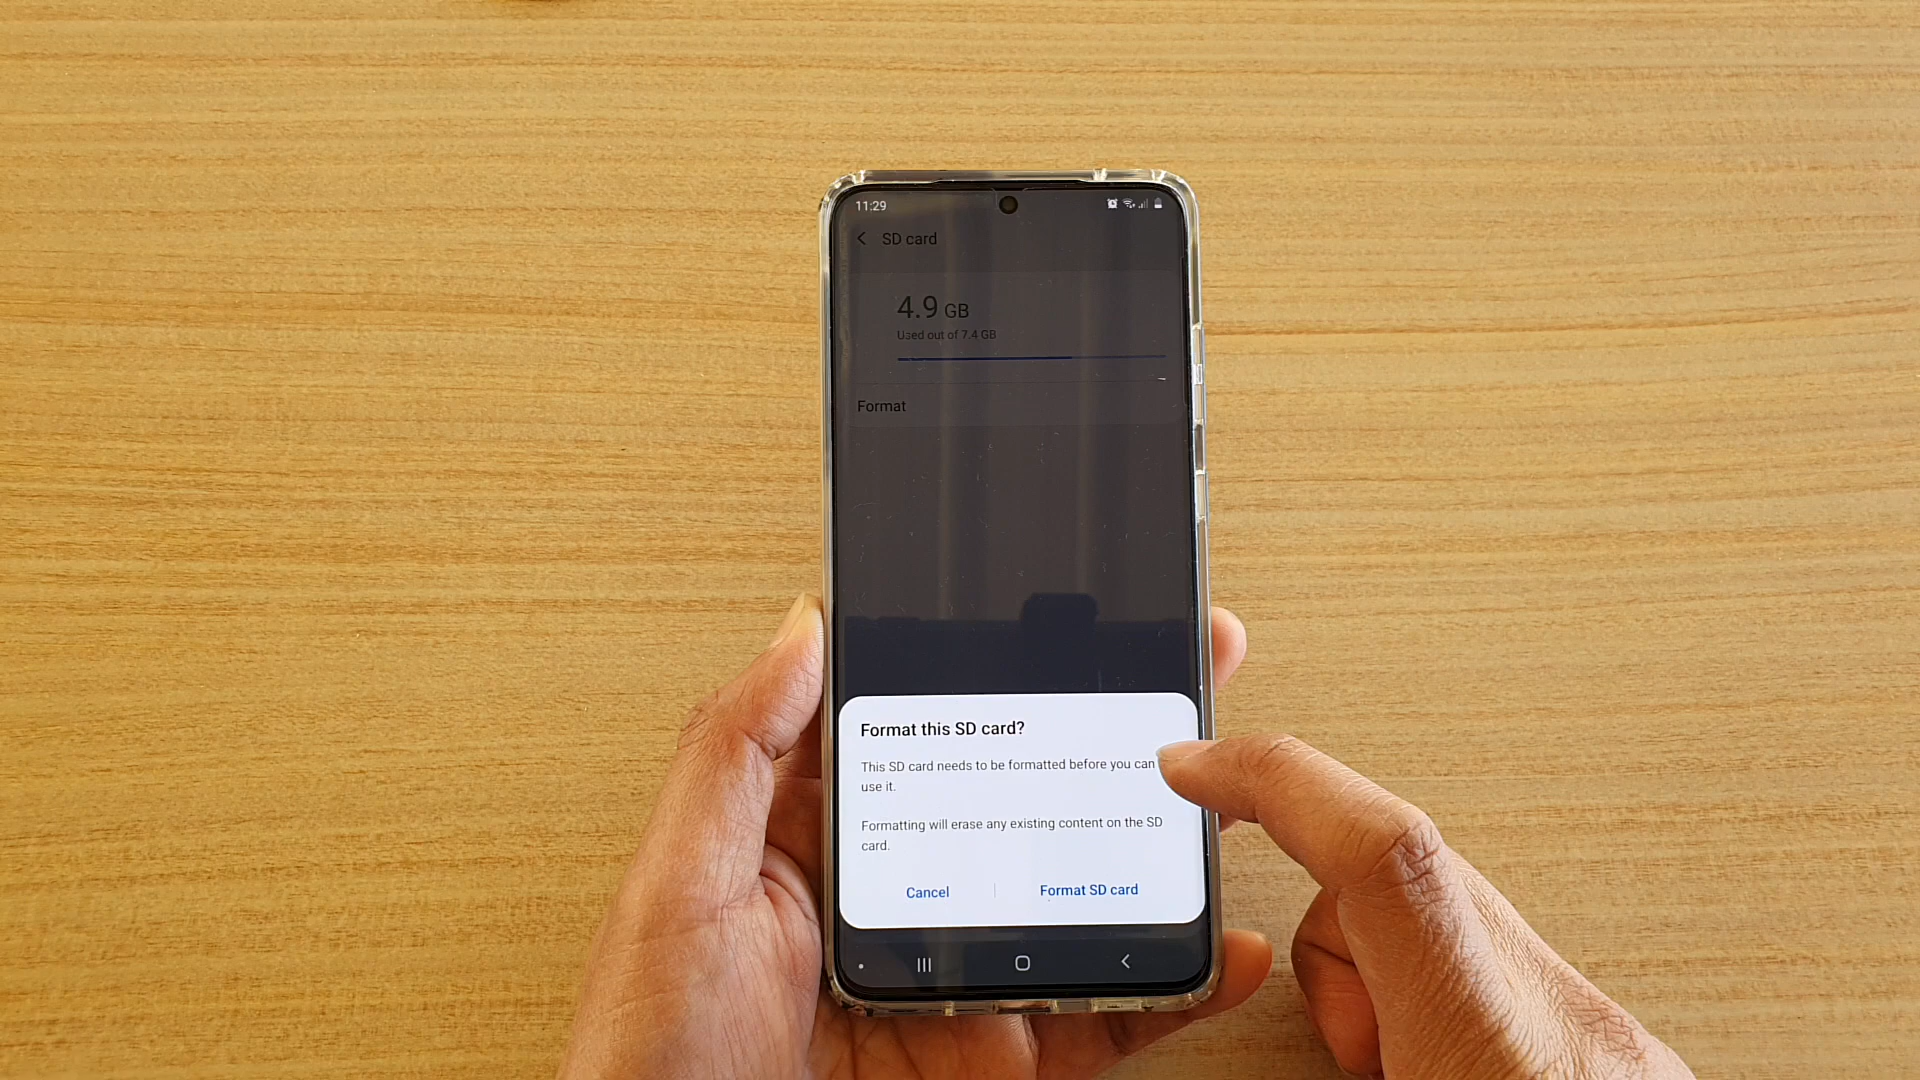 11:29
SD card
4.9 GB
Used out of 7.4 GB
Format
Format this SD card?
This SD card needs to be formatted before you can
use it.
Formatting will erase any existing content on the SD
card.
Cancel
Format SD card